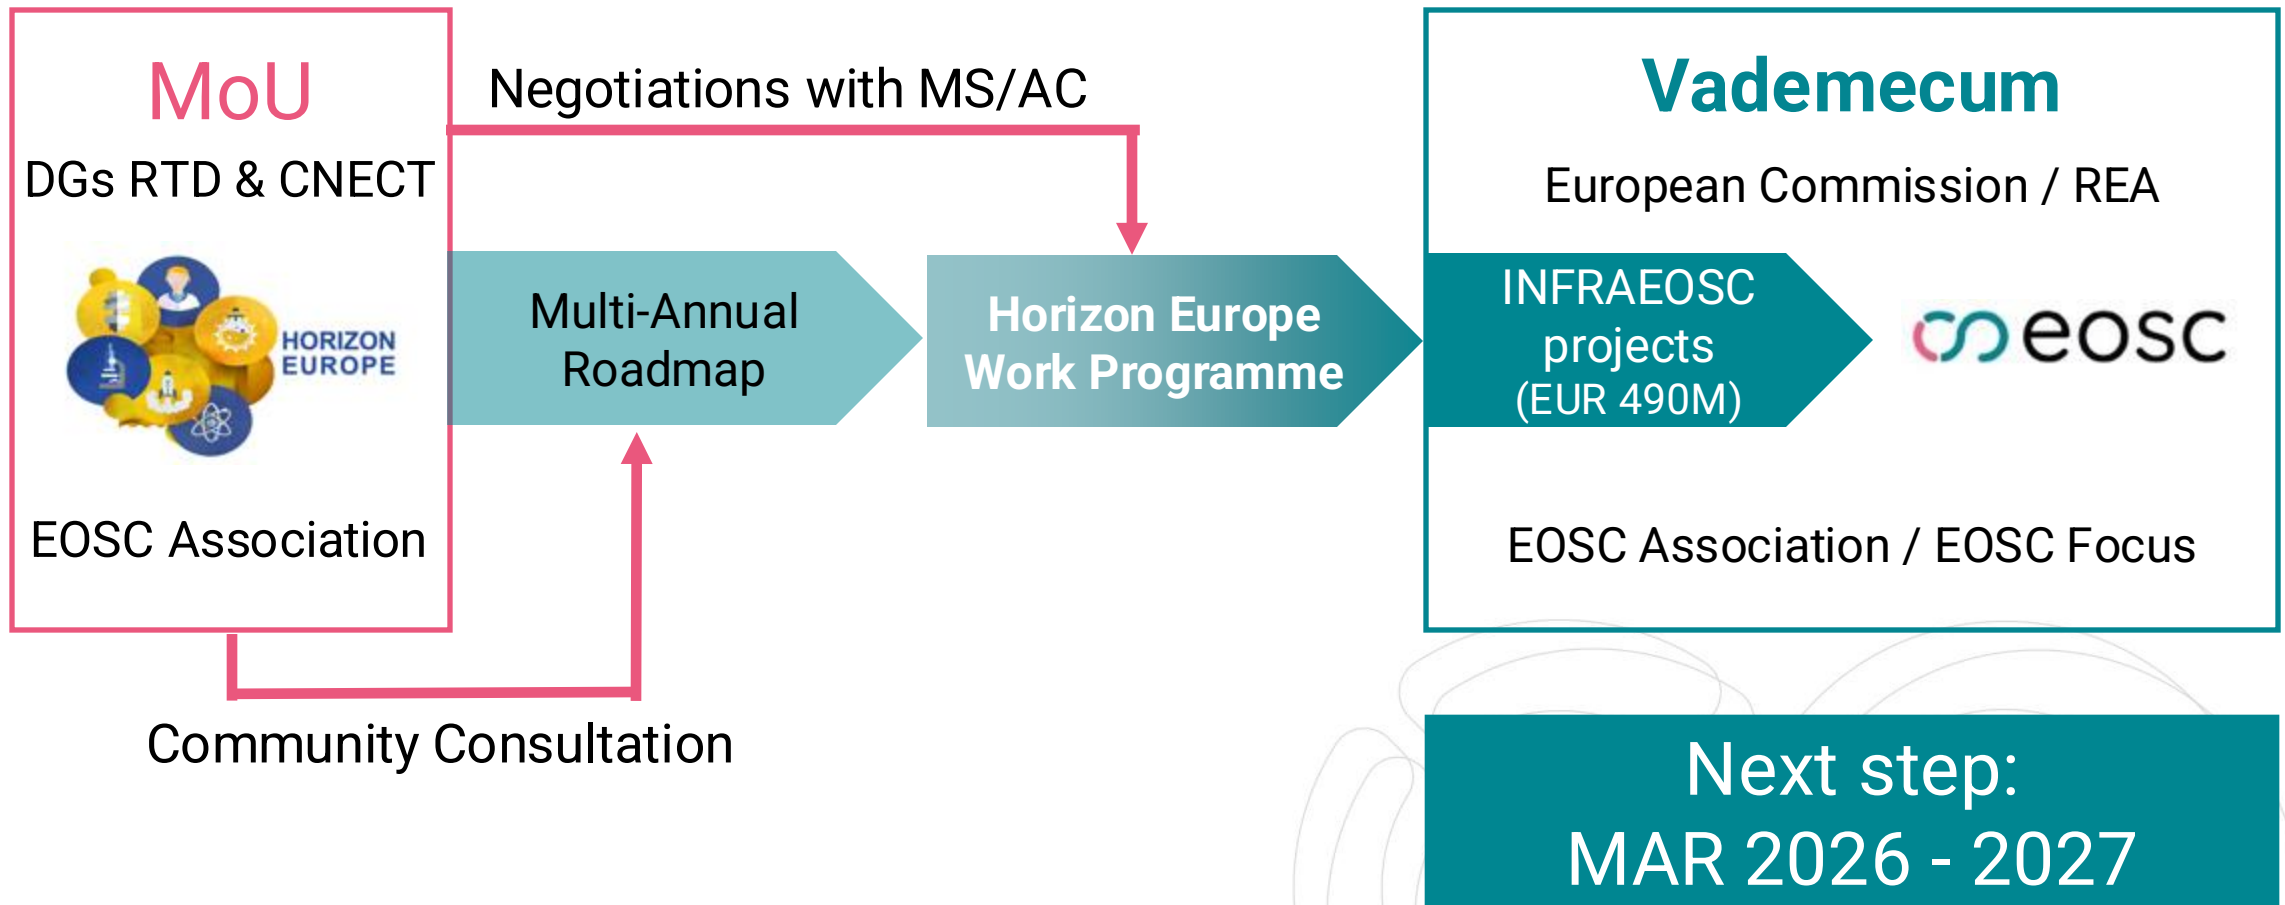 MoU
DGs RTD & CNECT
HORIZON
EUROPE
EOSC Association
Negotiations with MS/AC
Multi-Annual
Roadmap
Community Consultation
Horizon Europe
Work Programme
Vademecum
European Commission / REA
INFRAEOSC
projects
(EUR 490M)
eosc
EOSC Association / EOSC Focus
Next step:
MAR 2026 - 2027